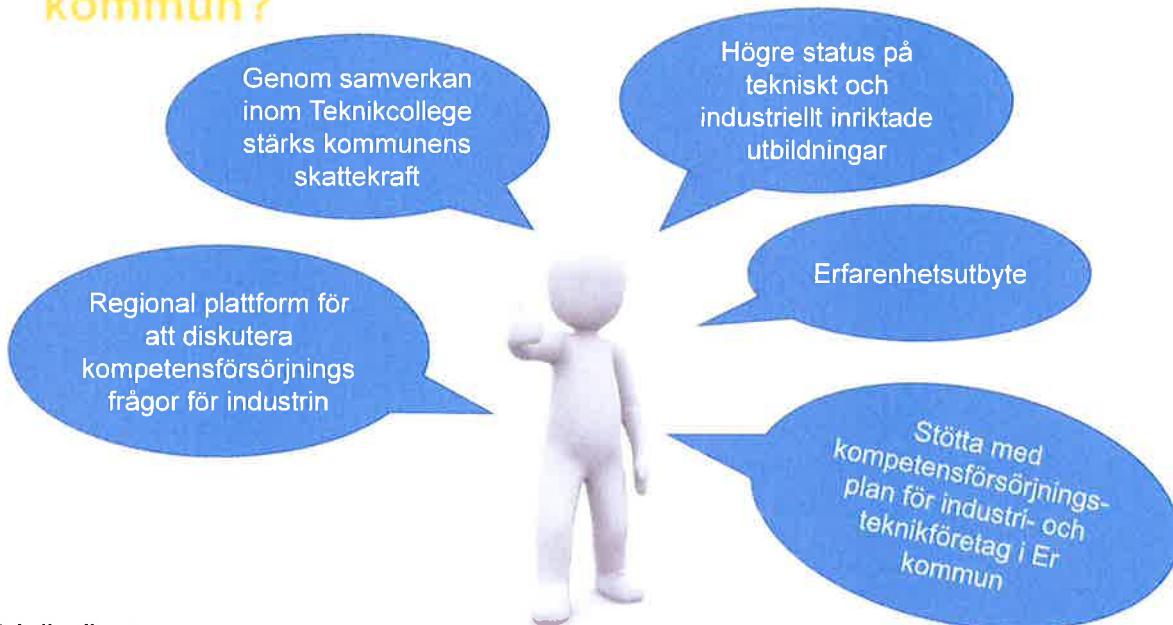 kommun?
Genom samverkan
inom Teknikcollege
stärks kommunens
skattekraft
Högre status på
tekniskt och
industriellt inriktade
utbildningar
Erfarenhetsutbyte
Regional plattform för
att diskutera
kompetensförsörjnings
frågor för industrin
Stötta med
kompetensförsörjnings-
plan för industri- och
teknikföretag i Er
kommun